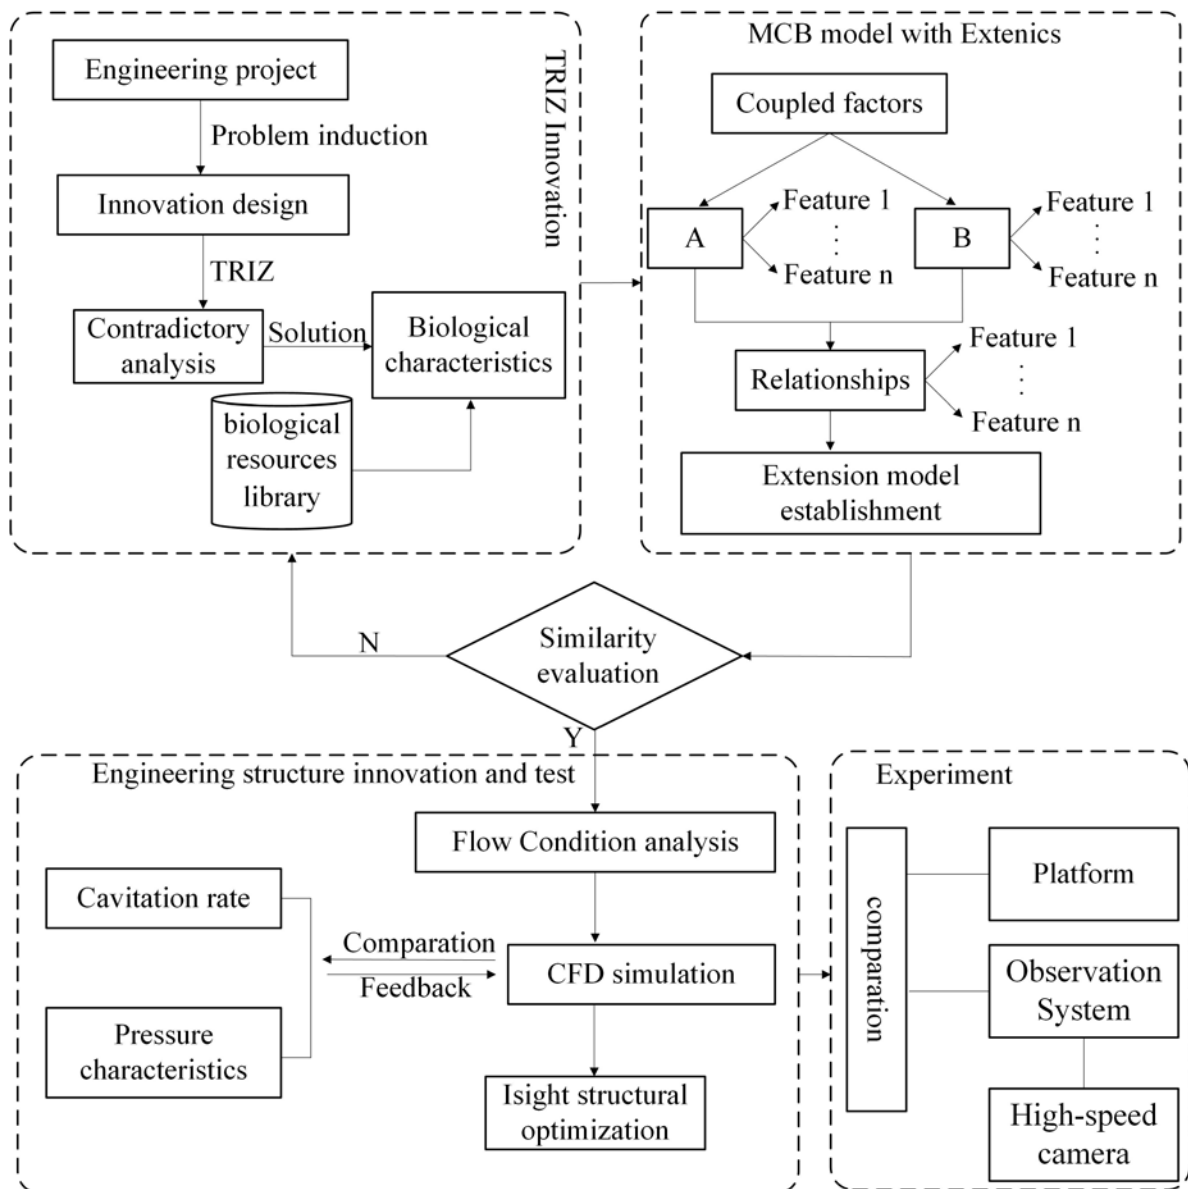 Engineering project
Problem induction
Innovation design
TRIZ
Contradictory
analysis
Solution
Biological
characteristics
biological
resources
library
TRIZ Innovation
MCB model with Extenics
Coupled factors
A
Feature 1
Feature n
B
Feature 1
Feature n
Relationships
Feature 1
Feature n
Extension model
establishment
Similarity
evaluation
N
Y
Engineering structure innovation and test
Flow Condition analysis
Cavitation rate
Comparation
Feedback
CFD simulation
Pressure
characteristics
Isight structural
optimization
Experiment
comparation
Platform
Observation
System
High-speed
camera